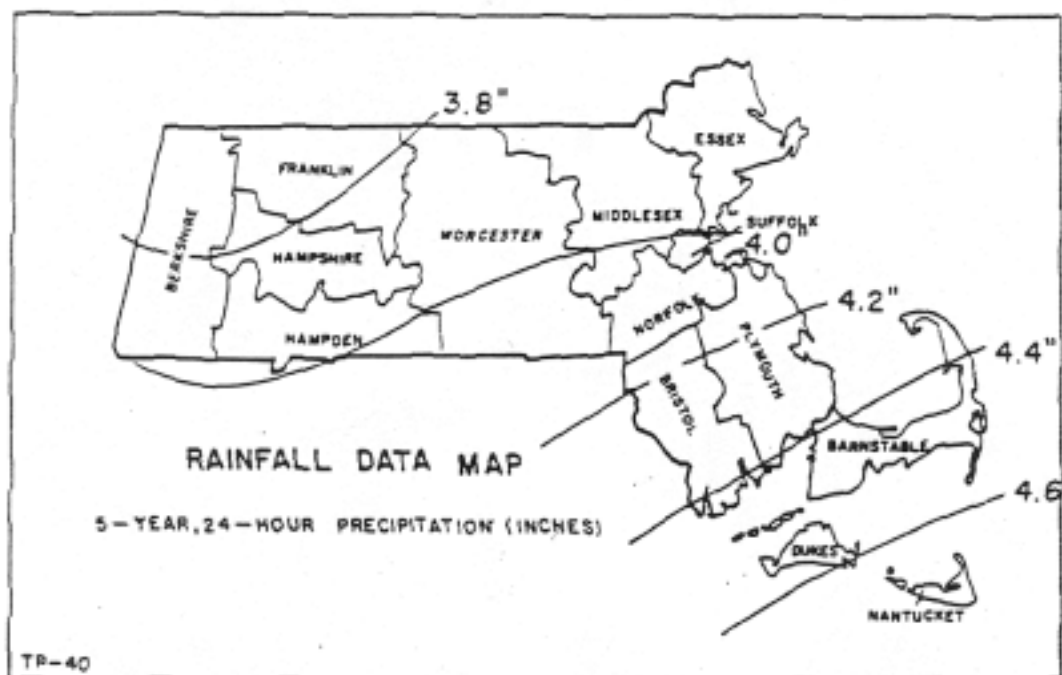 3.8"
ESSEX
FRANKLIN
BERKSHIRE
MIDDLESEX
SUFFOLK
WORCESTER
4.0"
HAMPSHIRE
NORFOLK
4.2"
HAMPDEN
PLYMOUTH
4.4"
BRISTOL
BARNSTABLE
RAINFALL DATA MAP
4.6
5-YEAR, 24-HOUR PRECIPITATION (INCHES)
DUKES
NANTUCKET
TP-40